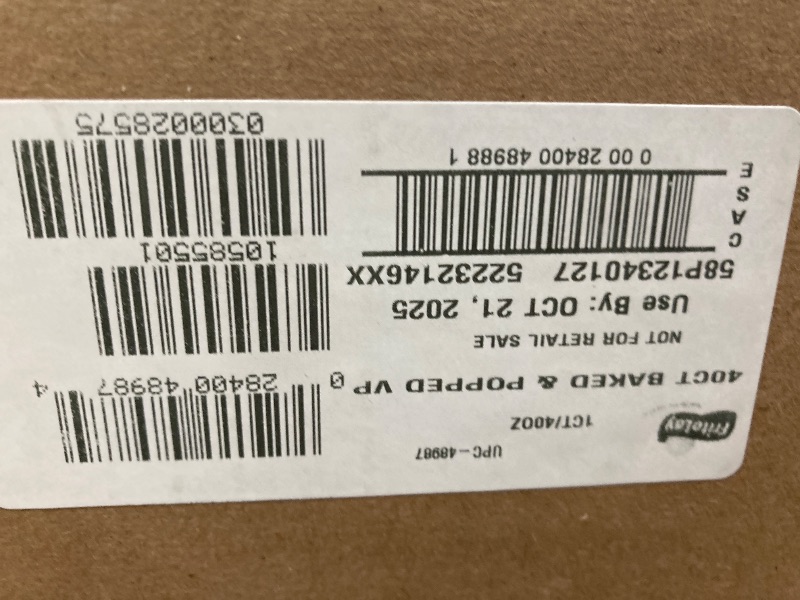 FritoLay
UPC-48987
1CT/40OZ
40CT BAKED & POPPED VP
NOT FOR RETAIL SALE
Use By: OCT 21, 2025
58P12340127 52232146XX
CASE
0 00 28400 48988 1
0 28400 48987 4
10585501
0300028575